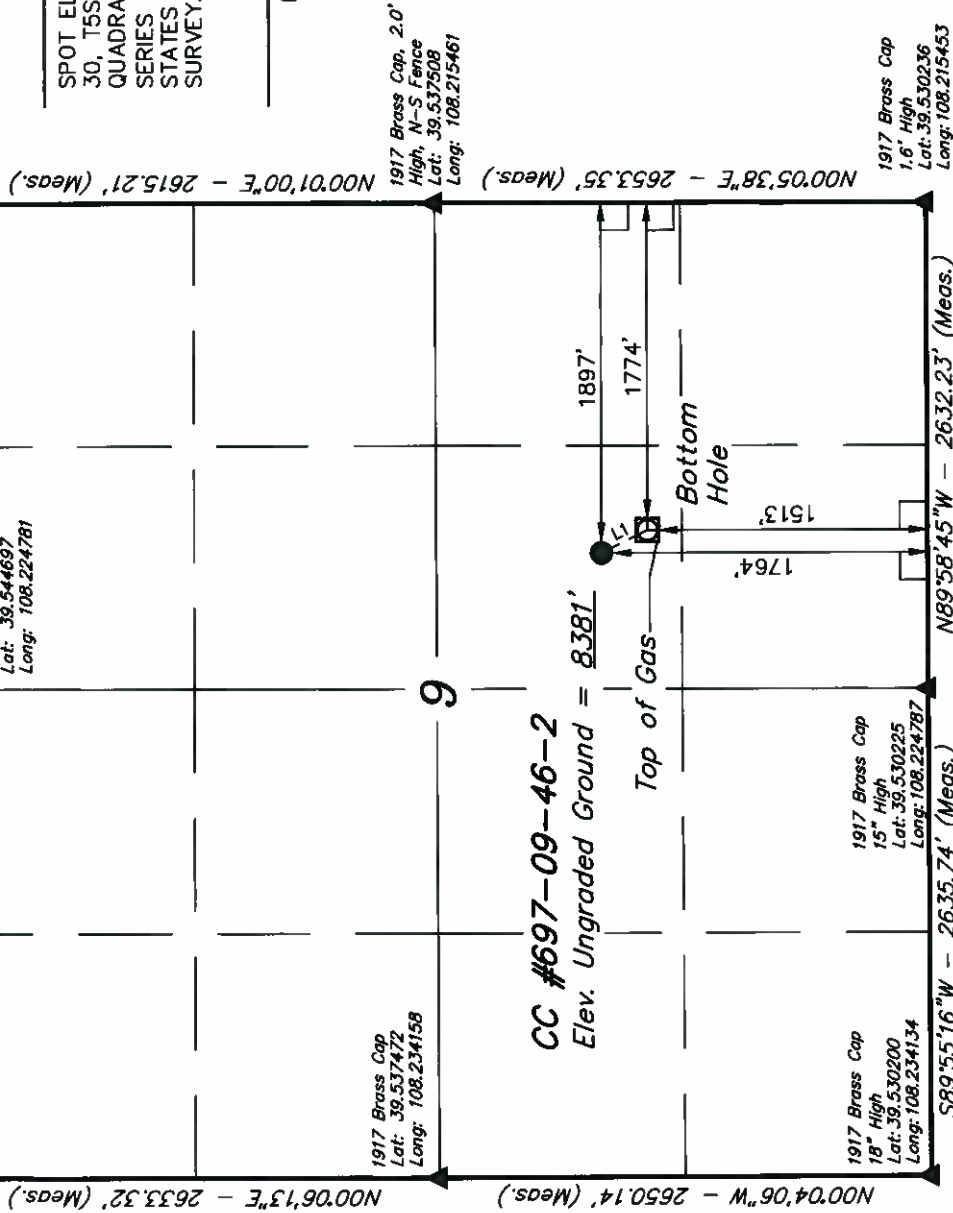 SPOT EL
30, T5S
QUADRA
SERIES
STATES
SURVEY.
Lat: 39.544697
Long: 108.224781
N00°01'00"E - 2615.21' (Meas.)
1917 Brass Cap, 2.0'
High, N-S Fence
Lat: 39.537508
Long: 108.215461
N00°06'13"E - 2633.32' (Meas.)
1917 Brass Cap
Lat: 39.537472
Long: 108.234158
9
CC #697-09-46-2
Elev. Ungraded Ground = 8381'
Top of Gas
L1
Bottom
Hole
1897'
1774'
1764'
1513'
N00°05'38"E - 2653.35' (Meas.)
N00°04'06"W - 2650.14' (Meas.)
1917 Brass Cap
18" High
Lat: 39.530200
Long: 108.234134
1917 Brass Cap
15" High
Lat: 39.530225
Long: 108.224787
1917 Brass Cap
1.6' High
Lat: 39.530236
Long: 108.215453
S89°55'16"W - 2635.74' (Meas.)
N89°58'45"W - 2632.23' (Meas.)